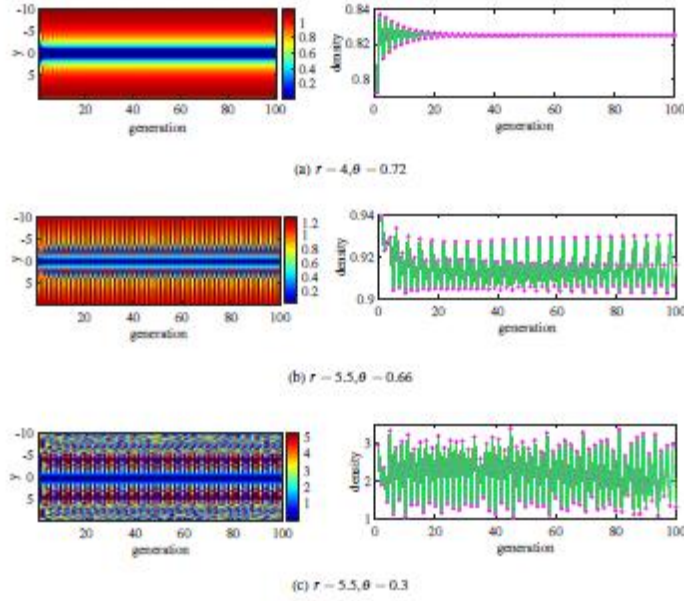 -10
-5
0
5
y
20 40 60 80 100
generation
1
0.8
0.6
0.4
0.2
0.84
0.82
0.8
density
0 20 40 60 80 100
generation
(a) r − 4,θ − 0.72
-10
-5
0
5
y
20 40 60 80 100
generation
1.2
1
0.8
0.6
0.4
0.2
0.94
0.92
0.9
density
0 20 40 60 80 100
generation
(b) r − 5.5,θ − 0.66
-10
-5
0
5
y
20 40 60 80 100
generation
5
4
3
2
1
3
2
1
density
0 20 40 60 80 100
generation
(c) r − 5.5,θ − 0.3